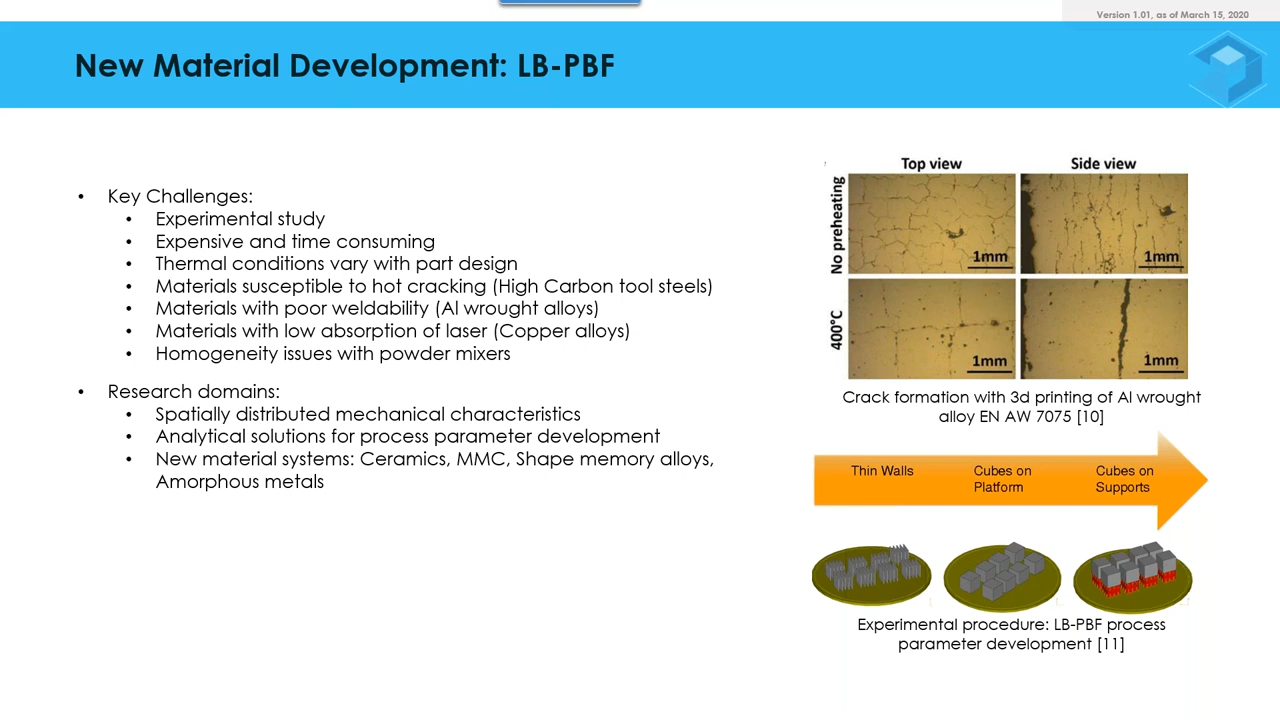 Version 1.01, as of March 15, 2020
New Material Development: LB-PBF
• Key Challenges:
• Experimental study
• Expensive and time consuming
• Thermal conditions vary with part design
• Materials susceptible to hot cracking (High Carbon tool steels)
• Materials with poor weldability (Al wrought alloys)
• Materials with low absorption of laser (Copper alloys)
• Homogeneity issues with powder mixers
• Research domains:
• Spatially distributed mechanical characteristics
• Analytical solutions for process parameter development
• New material systems: Ceramics, MMC, Shape memory alloys,
Amorphous metals
Top view
Side view
No preheating
1mm
1mm
400°C
1mm
1mm
Crack formation with 3d printing of Al wrought
alloy EN AW 7075 [10]
Thin Walls
Cubes on
Platform
Cubes on
Supports
Experimental procedure: LB-PBF process
parameter development [11]